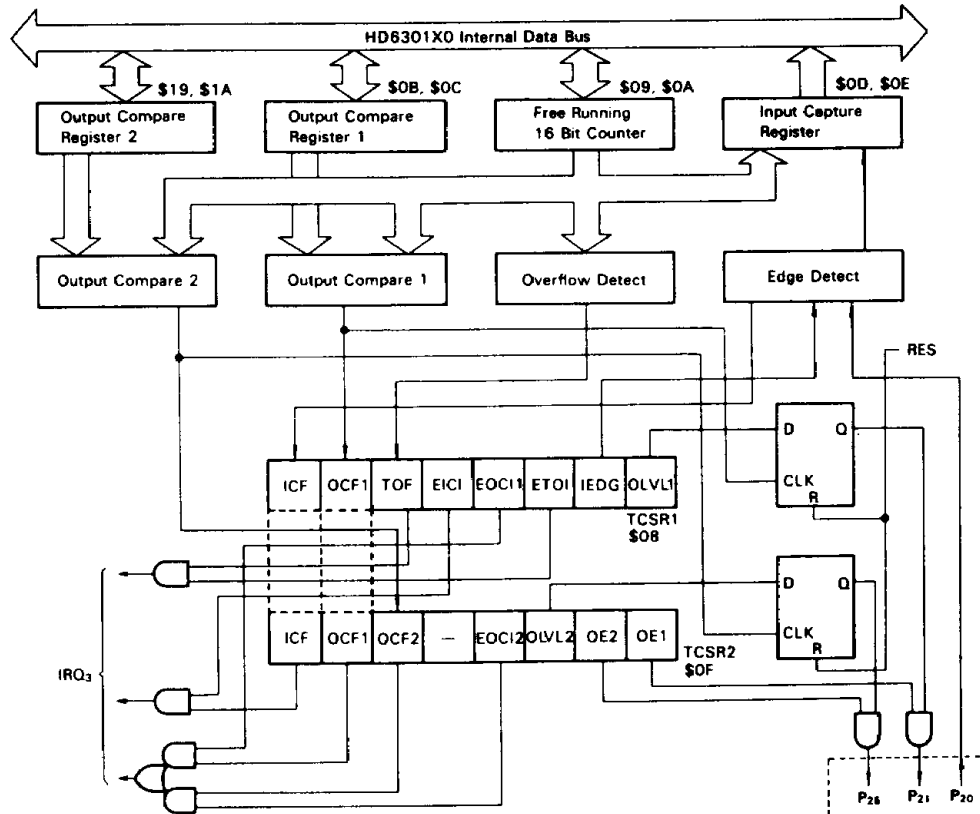 HD6301X0 Internal Data Bus
$19, $1A
$0B, $0C
$09, $0A
$0D, $0E
Output Compare
Register 2
Output Compare
Register 1
Free Running
16 Bit Counter
Input Capture
Register
Output Compare 2
Output Compare 1
Overflow Detect
Edge Detect
RES
D Q
CLK
R
ICF OCF1 TOF EICI EOCI1 ETOI IEDG OLVL1
TCSR1
$08
D Q
CLK
R
ICF OCF1 OCF2 — EOCI2 OLVL2 OE2 OE1
TCSR2
$0F
IRQ₃
P₂₅ P₂₁ P₂₀